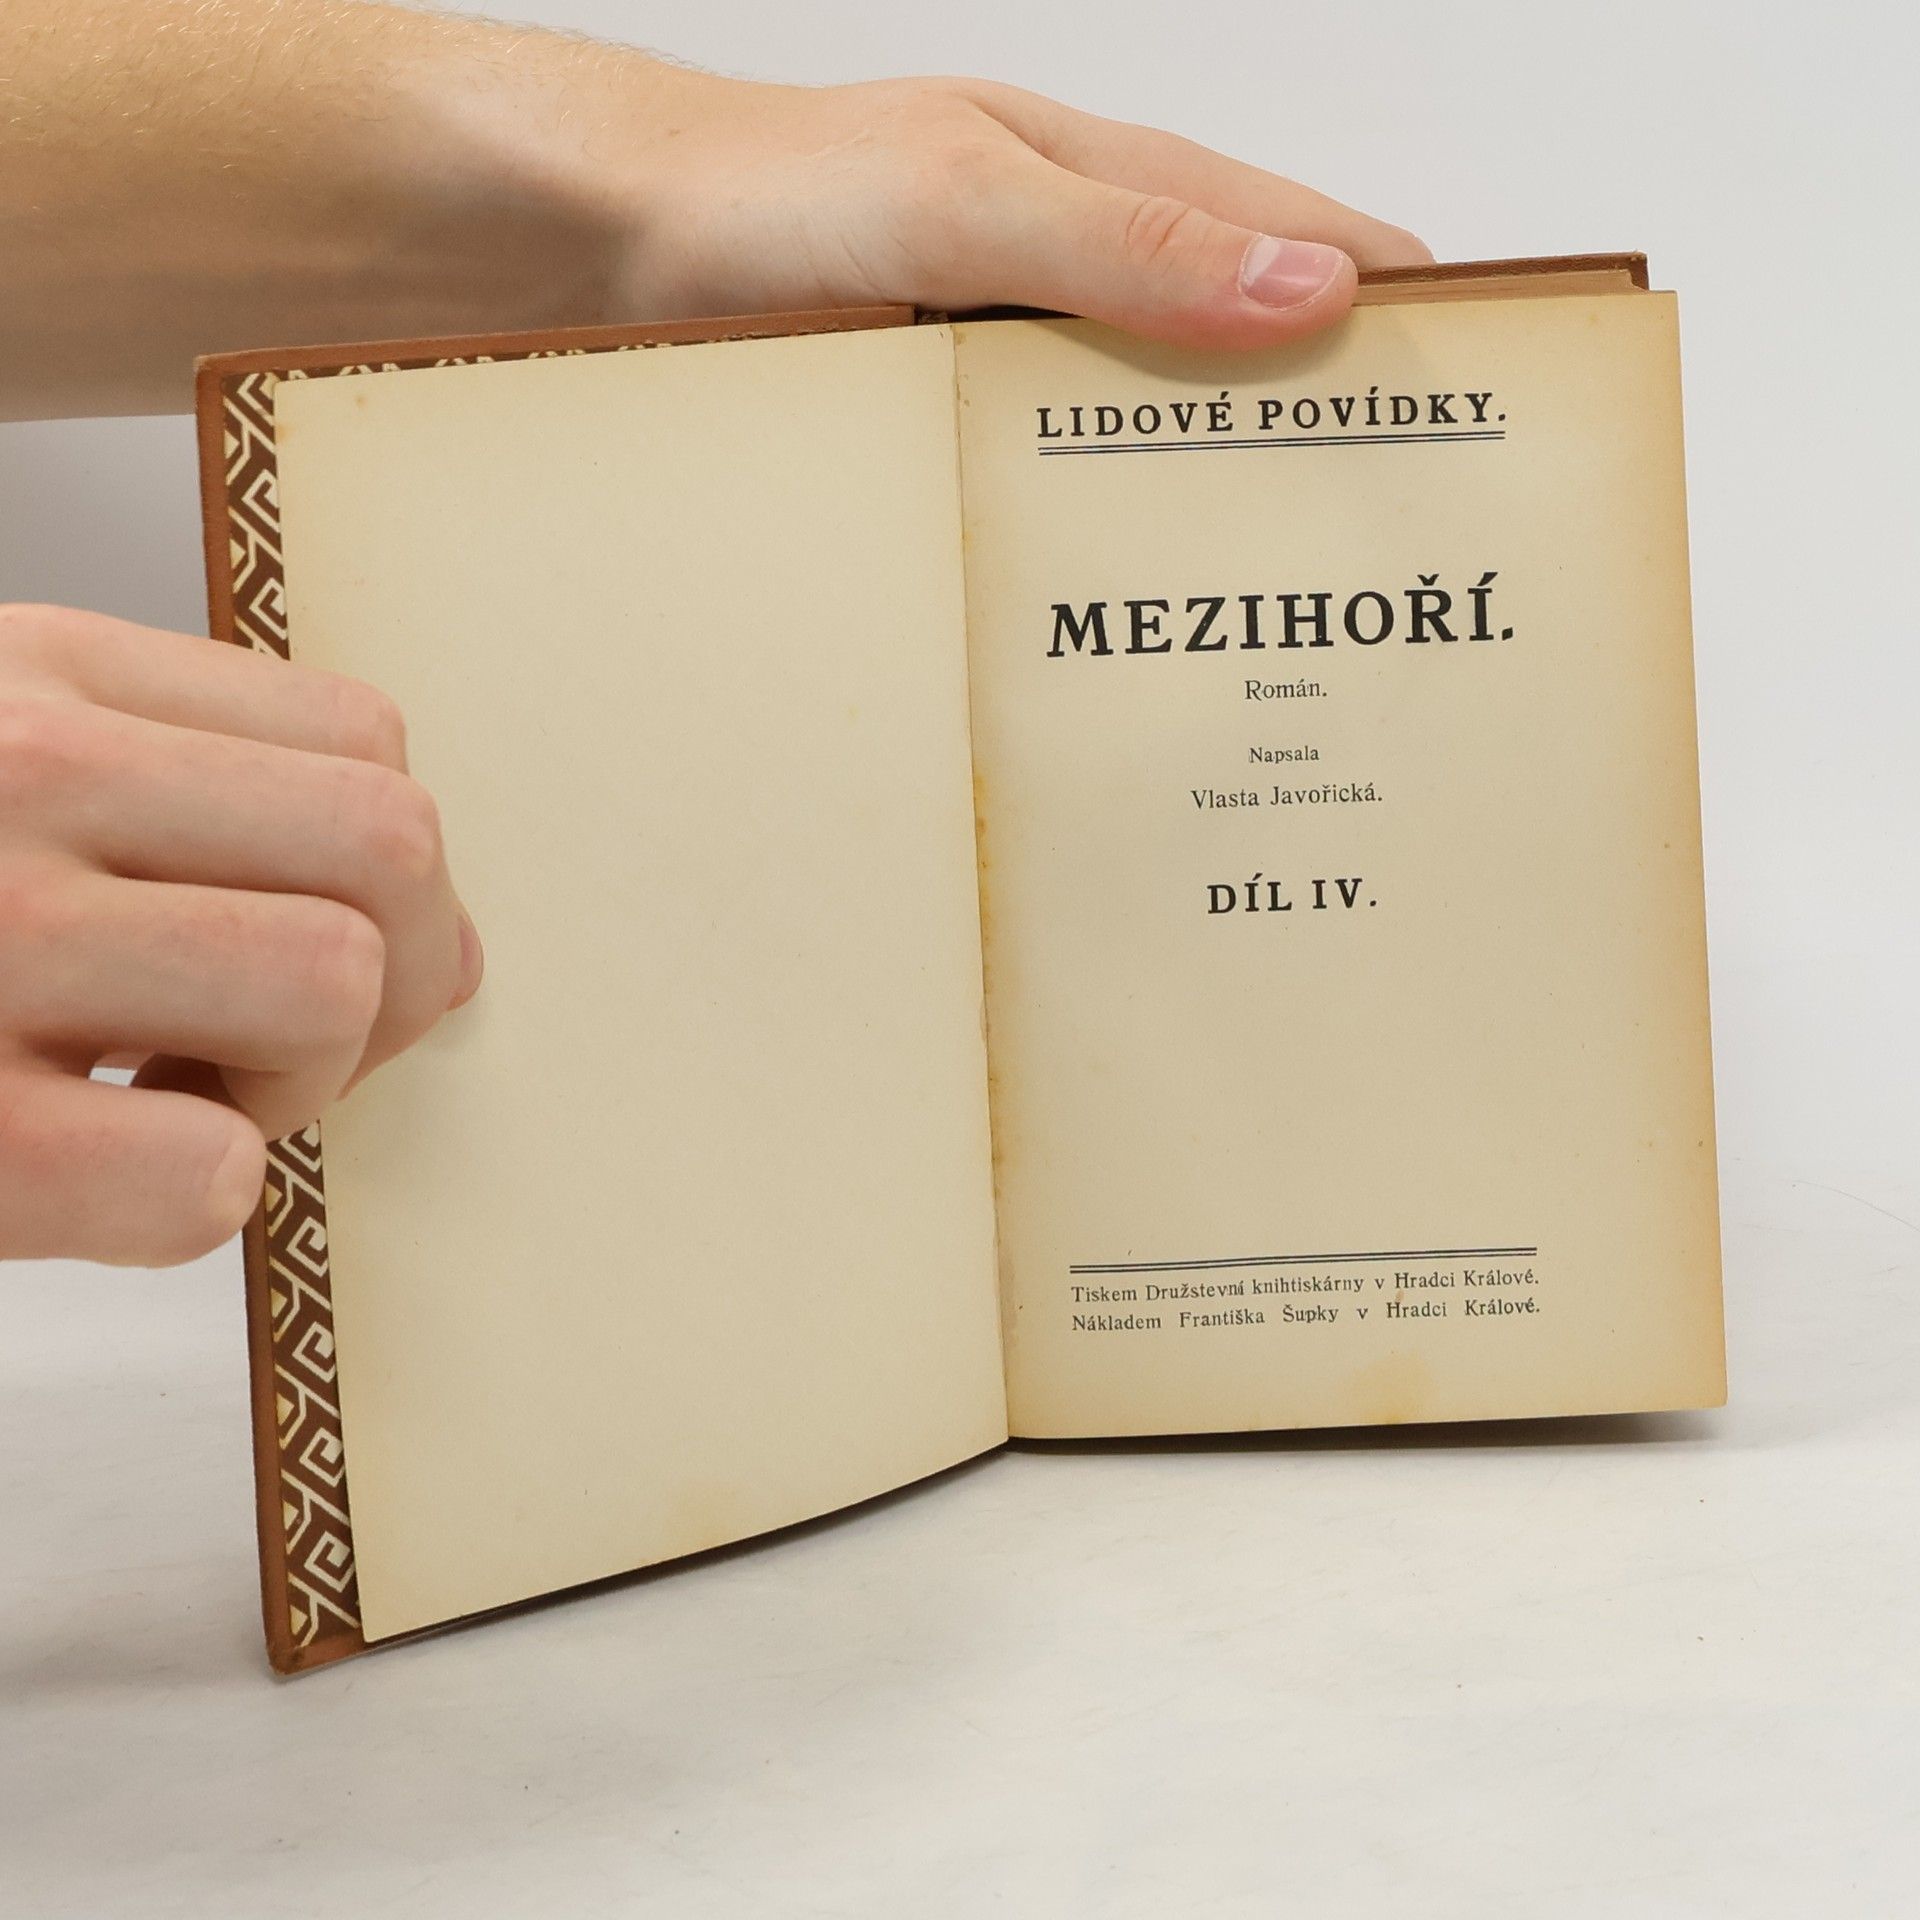 LIDOVÉ POVÍDKY.
MEZIHOŘÍ.
Román.
Napsala
Vlasta Javořická.
DÍL IV.
Tiskem Družstevní knihtiskárny v Hradci Králové.
Nákladem Františka Šupky v Hradci Králové.